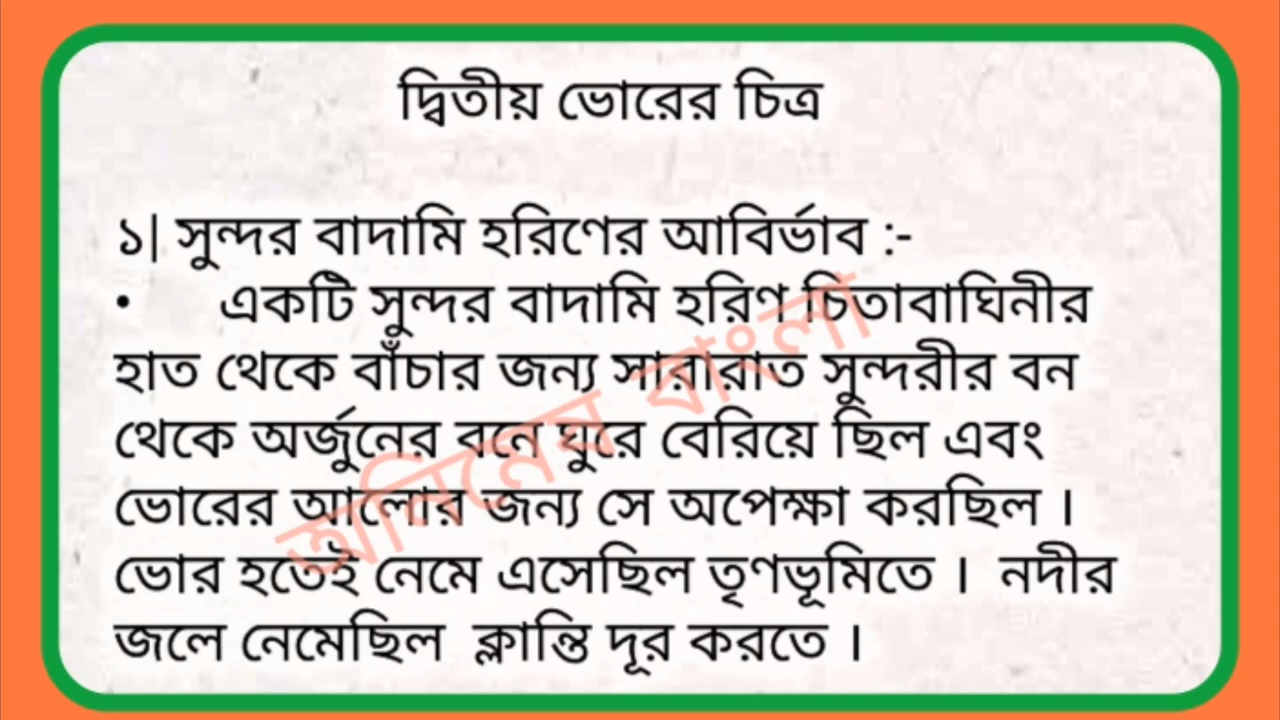 দ্বিতীয় ভোরের চিত্র
১| সুন্দর বাদামি হরিণের আবির্ভাব :-
• একটি সুন্দর বাদামি হরিণ চিতাবাঘিনীর
হাত থেকে বাঁচার জন্য সারারাত সুন্দরীর বন
থেকে অর্জুনের বনে ঘুরে বেরিয়ে ছিল এবং
ভোরের আলোর জন্য সে অপেক্ষা করছিল ।
ভোর হতেই নেমে এসেছিল তৃণভূমিতে । নদীর
জলে নেমেছিল ক্লান্তি দূর করতে ।
অনিমেষ বাংলা